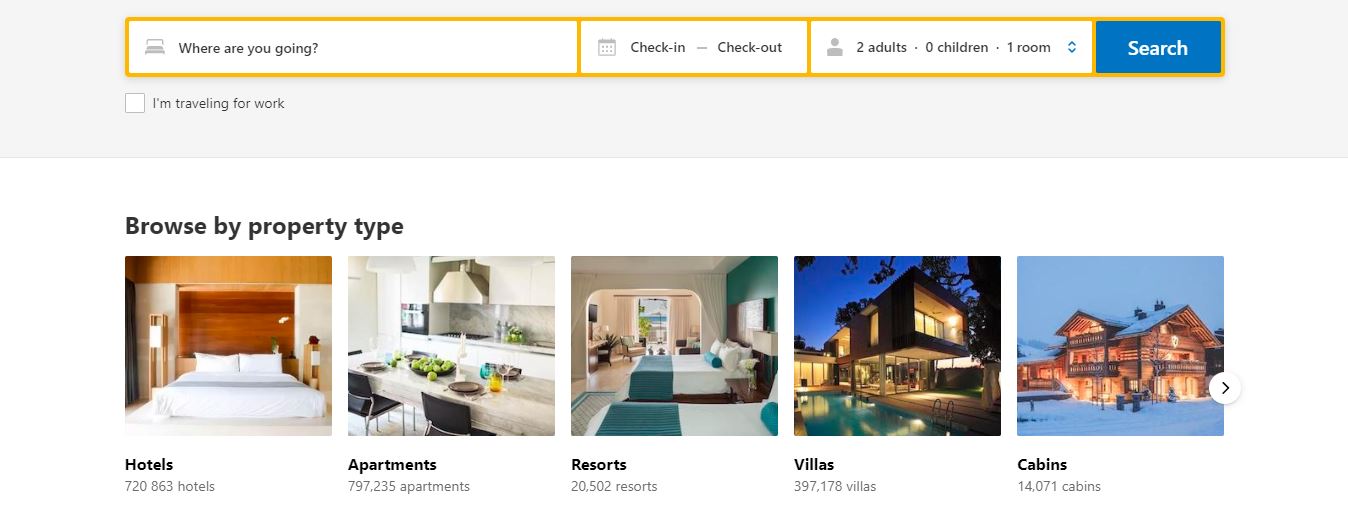 Where are you going?
Check-in — Check-out
2 adults · 0 children · 1 room
Search
I'm traveling for work
Browse by property type
Hotels
720 863 hotels
Apartments
797,235 apartments
Resorts
20,502 resorts
Villas
397,178 villas
Cabins
14,071 cabins